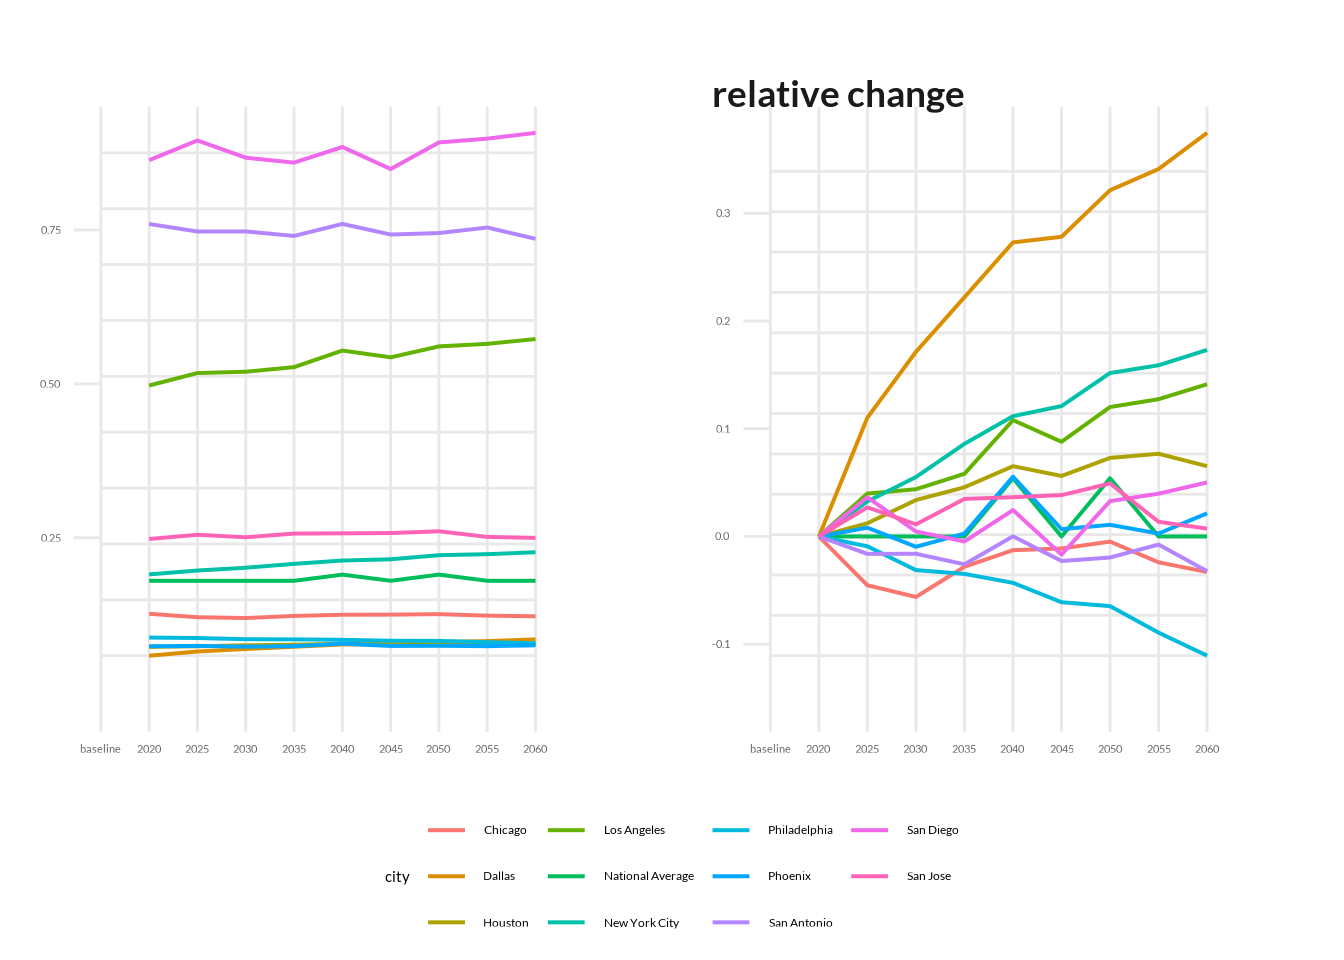 relative change
0.75
0.50
0.25
baseline 2020 2025 2030 2035 2040 2045 2050 2055 2060
0.3
0.2
0.1
0.0
-0.1
baseline 2020 2025 2030 2035 2040 2045 2050 2055 2060
city
Chicago
Dallas
Houston
Los Angeles
National Average
New York City
Philadelphia
Phoenix
San Antonio
San Diego
San Jose